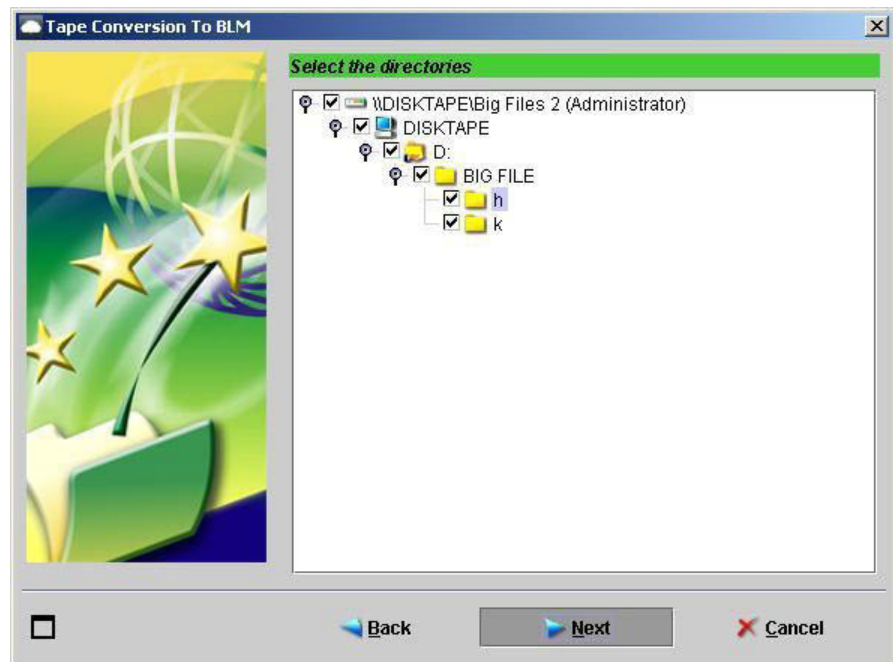 Tape Conversion To BLM
Select the directories
\\DISKTAPE\Big Files 2 (Administrator)
DISKTAPE
D:
BIG FILE
h
k
Back
Next
Cancel